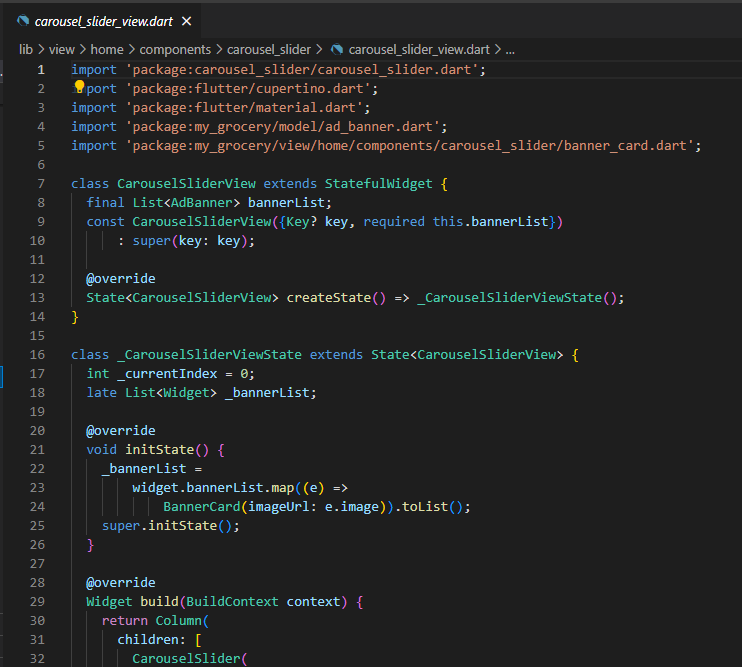 carousel_slider_view.dart ×
lib > view > home > components > carousel_slider > carousel_slider_view.dart > ...
1 import 'package:carousel_slider/carousel_slider.dart';
2 port 'package:flutter/cupertino.dart';
3 import 'package:flutter/material.dart';
4 import 'package:my_grocery/model/ad_banner.dart';
5 import 'package:my_grocery/view/home/components/carousel_slider/banner_card.dart';
6
7 class CarouselSliderView extends StatefulWidget {
8   final List<AdBanner> bannerList;
9   const CarouselSliderView({Key? key, required this.bannerList})
10       : super(key: key);
11
12   @override
13   State<CarouselSliderView> createState() => _CarouselSliderViewState();
14 }
15
16 class _CarouselSliderViewState extends State<CarouselSliderView> {
17   int _currentIndex = 0;
18   late List<Widget> _bannerList;
19
20   @override
21   void initState() {
22     _bannerList =
23         widget.bannerList.map((e) =>
24             BannerCard(imageUrl: e.image)).toList();
25     super.initState();
26   }
27
28   @override
29   Widget build(BuildContext context) {
30     return Column(
31       children: [
32         CarouselSlider(